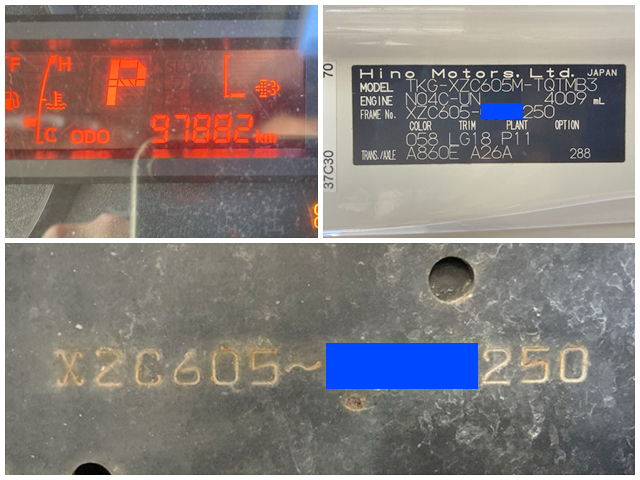 F H
P
L
C ODO 97882 km
70
37C30
Hino Motors, Ltd. JAPAN
MODEL TKG-XZC605M-TQTMB3
ENGINE N04C-UN 4009 mL
FRAME No. XZC605- 250
COLOR TRIM PLANT OPTION
058 LG18 P11
TRANS./AXLE A860E A26A 288
XZC605~ 250